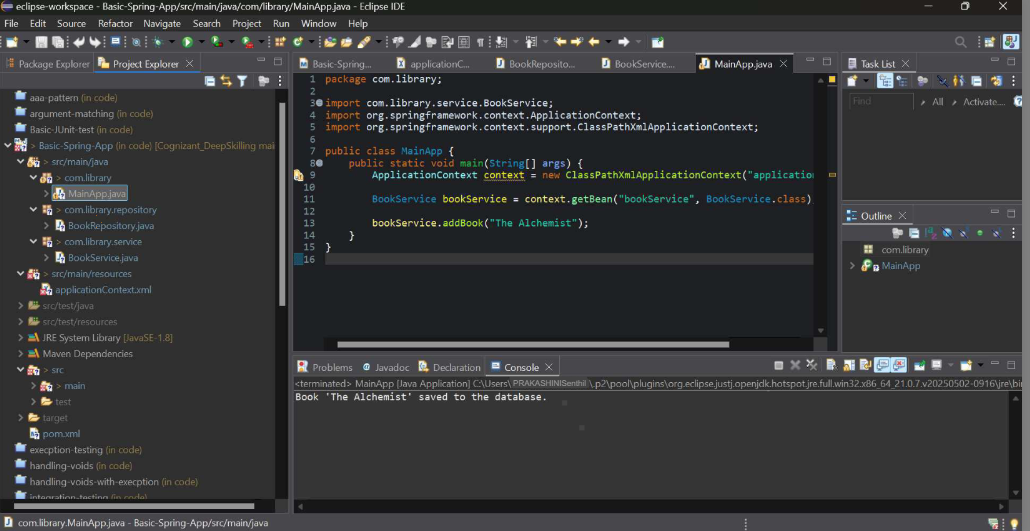 eclipse-workspace - Basic-Spring-App/src/main/java/com/library/MainApp.java - Eclipse IDE
File Edit Source Refactor Navigate Search Project Run Window Help
Package Explorer Project Explorer
aaa-pattern (in code)
argument-matching (in code)
Basic-JUnit-test (in code)
> Basic-Spring-App (in code) [Cognizant_DeepSkilling mai
> src/main/java
> com.library
MainApp.java
> com.library.repository
BookRepository.java
> com.library.service
BookService.java
> src/main/resources
applicationContext.xml
src/test/java
src/test/resources
JRE System Library [JavaSE-1.8]
Maven Dependencies
> src
> main
test
target
pom.xml
execption-testing (in code)
handling-voids (in code)
handling-voids-with-execption (in code)
integration-testing (in code)
Basic-Spring... applicationC... BookReposito... BookService.... MainApp.java
1 package com.library;
2
3 import com.library.service.BookService;
4 import org.springframework.context.ApplicationContext;
5 import org.springframework.context.support.ClassPathXmlApplicationContext;
6
7 public class MainApp {
8 public static void main(String[] args) {
9 ApplicationContext context = new ClassPathXmlApplicationContext("application
10
11 BookService bookService = context.getBean("bookService", BookService.class)
12
13 bookService.addBook("The Alchemist");
14 }
15 }
16
Task List
Find All Activate...
Outline
com.library
MainApp
Problems Javadoc Declaration Console
<terminated> MainApp [Java Application] C:\Users\PRAKASHINISenthil\.p2\pool\plugins\org.eclipse.justj.openjdk.hotspot.jre.full.win32.x86_64_21.0.7.v20250502-0916\jre\bin
Book 'The Alchemist' saved to the database.
com.library.MainApp.java - Basic-Spring-App/src/main/java